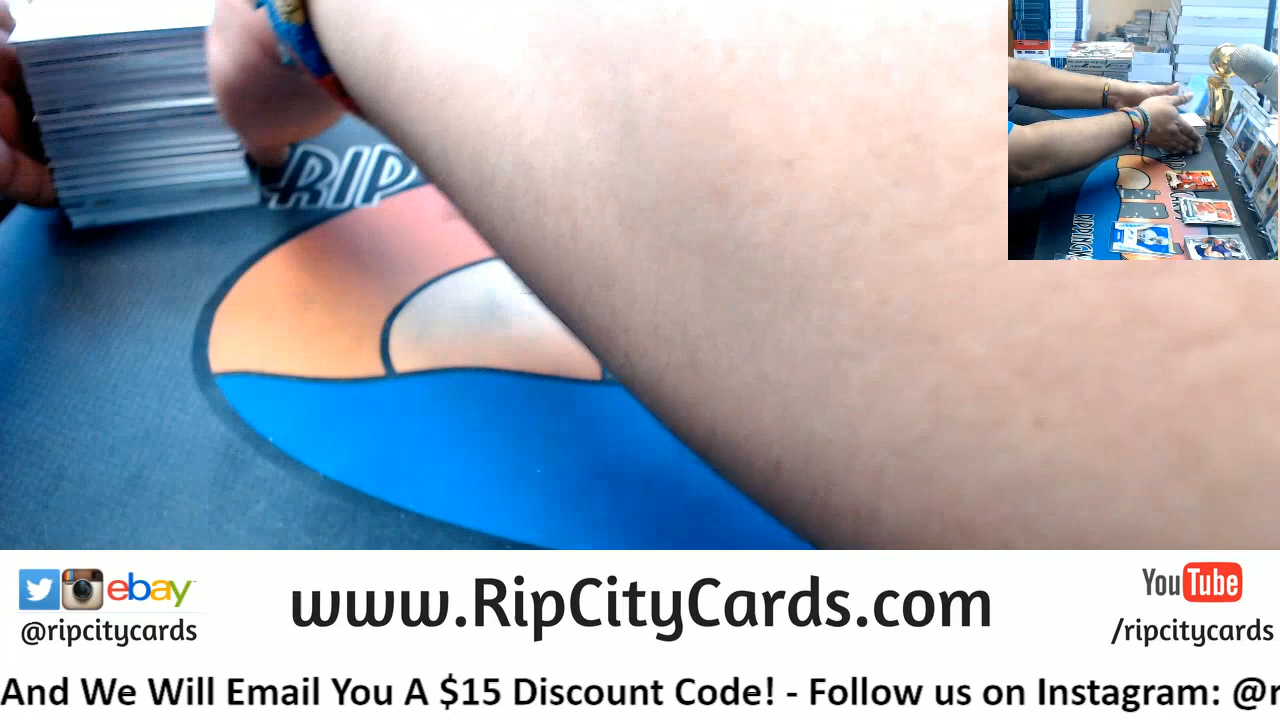 RIP
ebay
@ripcitycards
www.RipCityCards.com
YouTube
/ripcitycards
And We Will Email You A $15 Discount Code! - Follow us on Instagram: @r